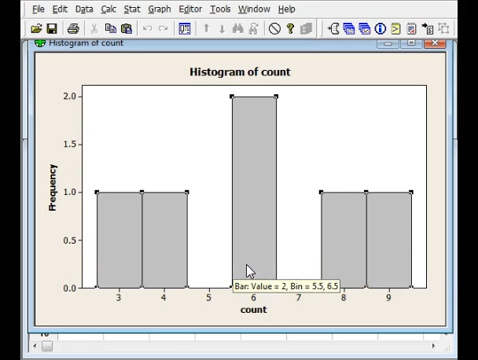 File Edit Data Calc Stat Graph Editor Tools Window Help
Histogram of count
Histogram of count
2.0
1.5
1.0
0.5
0.0
Frequency
Bar: Value = 2, Bin = 5.5, 6.5
3 4 5 6 7 8 9
count